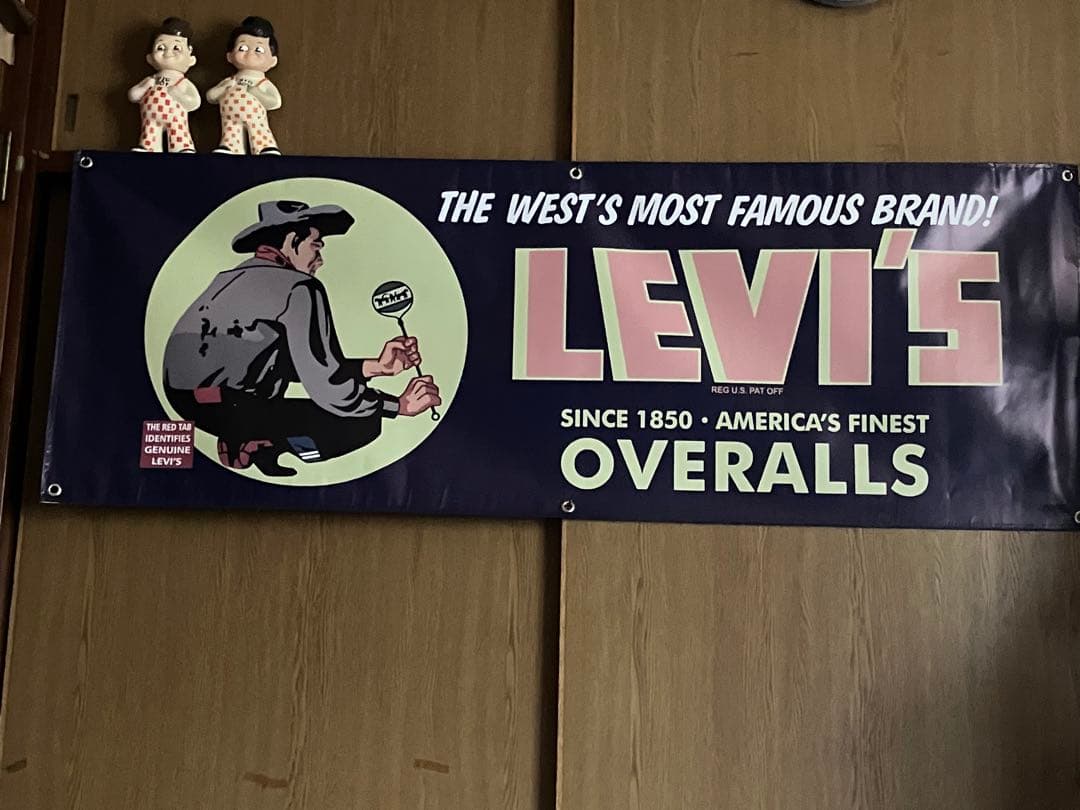 THE WEST'S MOST FAMOUS BRAND!
LEVI'S
REG U.S. PAT OFF
SINCE 1850 · AMERICA'S FINEST
OVERALLS
THE RED TAB
IDENTIFIES
GENUINE
LEVI'S